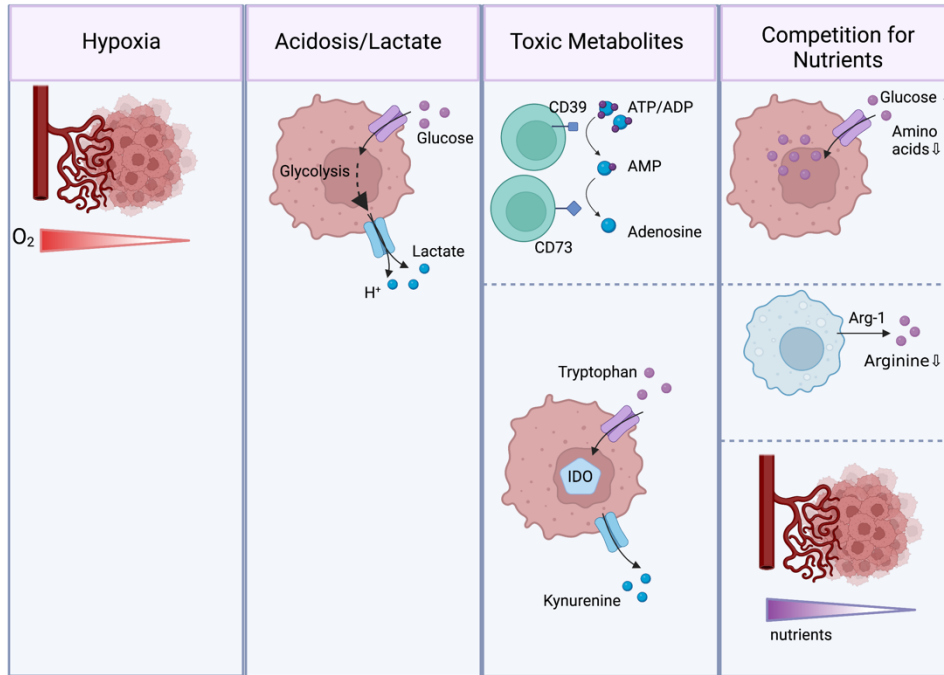 Hypoxia
O₂
Acidosis/Lactate
Glucose
Glycolysis
Lactate
H⁺
Toxic Metabolites
CD39
ATP/ADP
AMP
CD73
Adenosine
Tryptophan
IDO
Kynurenine
Competition for
Nutrients
Glucose
Amino
acids⇩
Arg-1
Arginine⇩
nutrients